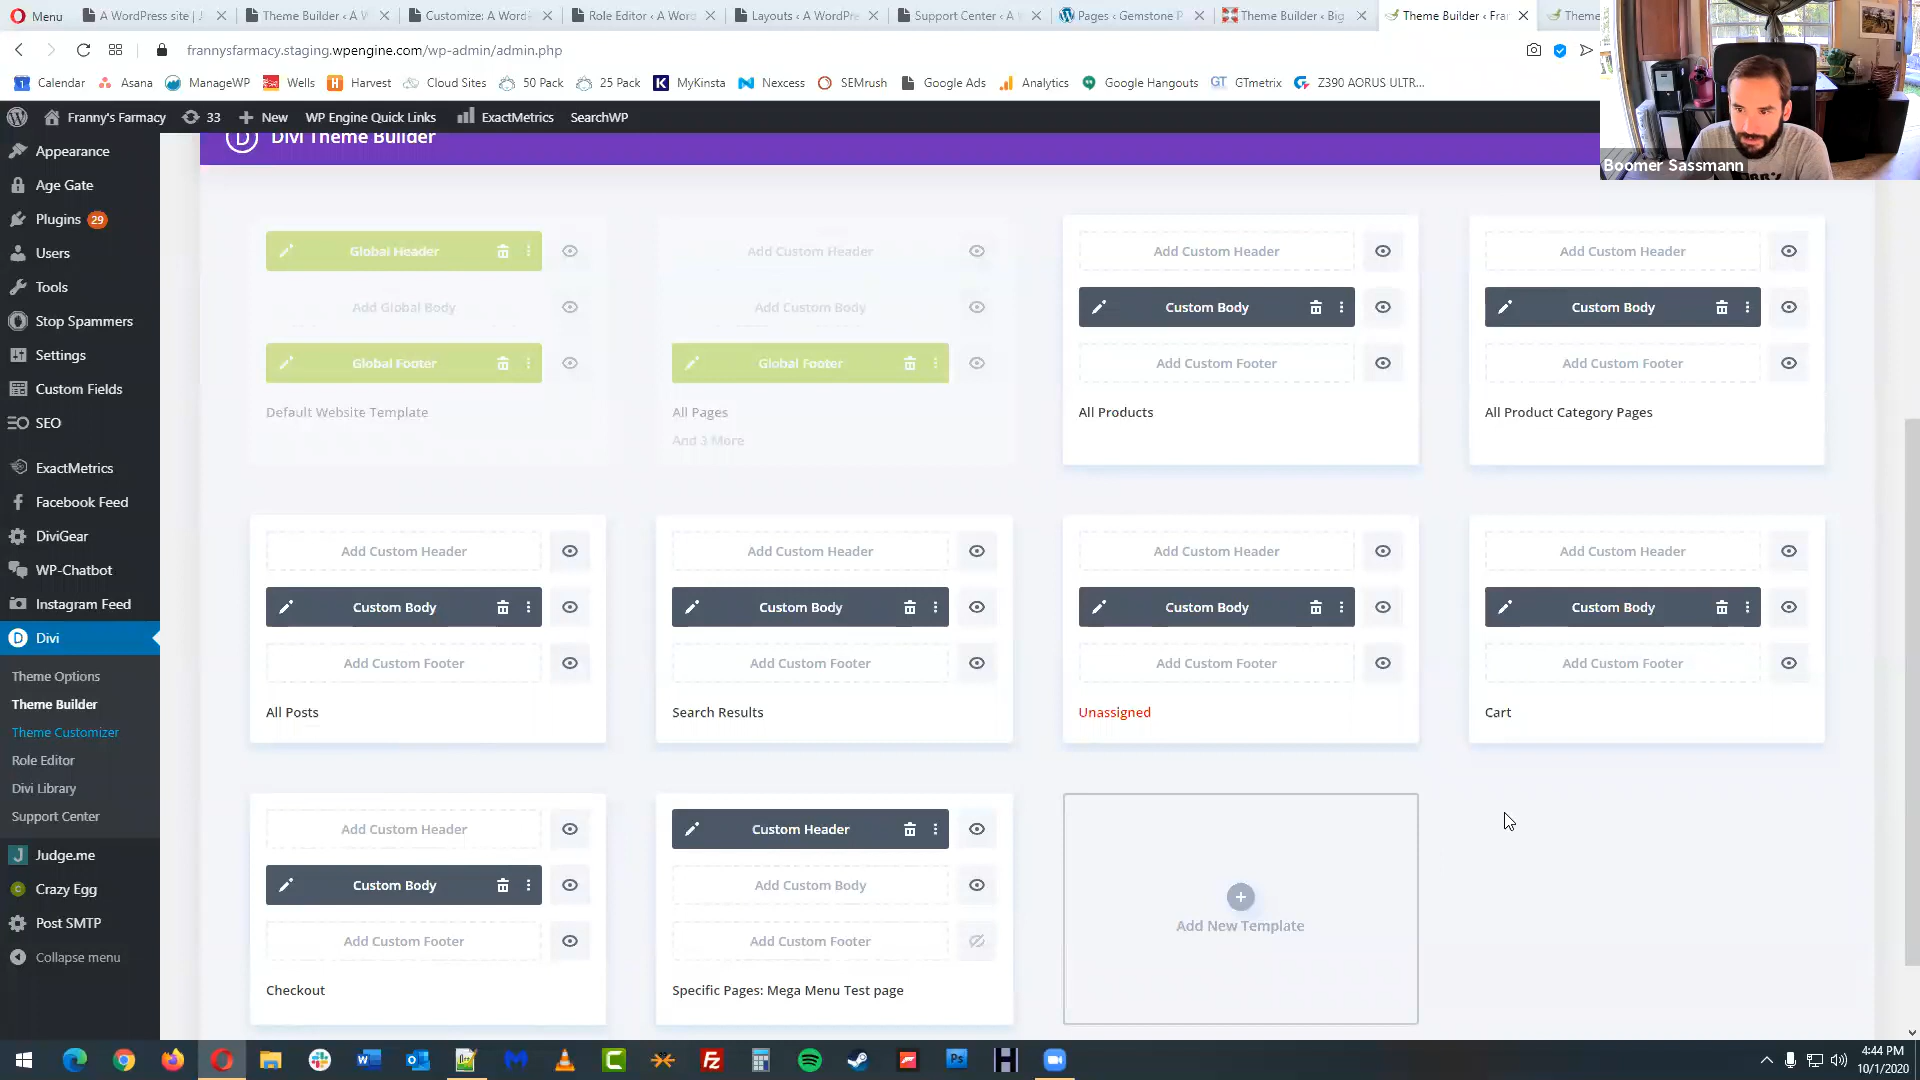 Menu
A WordPress site | J
Theme Builder ‹ A W
Customize: A WordP
Role Editor ‹ A Word
Layouts ‹ A WordPre
Support Center ‹ A
Pages ‹ Gemstone P
Theme Builder ‹ Big
Theme Builder ‹ Fran
Theme
frannysfarmacy.staging.wpengine.com/wp-admin/admin.php
Calendar
Asana
ManageWP
Wells
Harvest
Cloud Sites
50 Pack
25 Pack
MyKinsta
Nexcess
SEMrush
Google Ads
Analytics
Google Hangouts
GTmetrix
Z390 AORUS ULTR...
Franny's Farmacy
33
New
WP Engine Quick Links
ExactMetrics
SearchWP
Boomer Sassmann
Appearance
Age Gate
Plugins 29
Users
Tools
Stop Spammers
Settings
Custom Fields
SEO
ExactMetrics
Facebook Feed
DiviGear
WP-Chatbot
Instagram Feed
Divi
Theme Options
Theme Builder
Theme Customizer
Role Editor
Divi Library
Support Center
Judge.me
Crazy Egg
Post SMTP
Collapse menu
Divi Theme Builder
Global Header
Add Global Body
Global Footer
Default Website Template
Add Custom Header
Add Custom Body
Global Footer
All Pages
And 3 More
Add Custom Header
Custom Body
Add Custom Footer
All Products
Add Custom Header
Custom Body
Add Custom Footer
All Product Category Pages
Add Custom Header
Custom Body
Add Custom Footer
All Posts
Add Custom Header
Custom Body
Add Custom Footer
Search Results
Add Custom Header
Custom Body
Add Custom Footer
Unassigned
Add Custom Header
Custom Body
Add Custom Footer
Cart
Add Custom Header
Custom Body
Add Custom Footer
Checkout
Custom Header
Add Custom Body
Add Custom Footer
Specific Pages: Mega Menu Test page
Add New Template
4:44 PM
10/1/2020